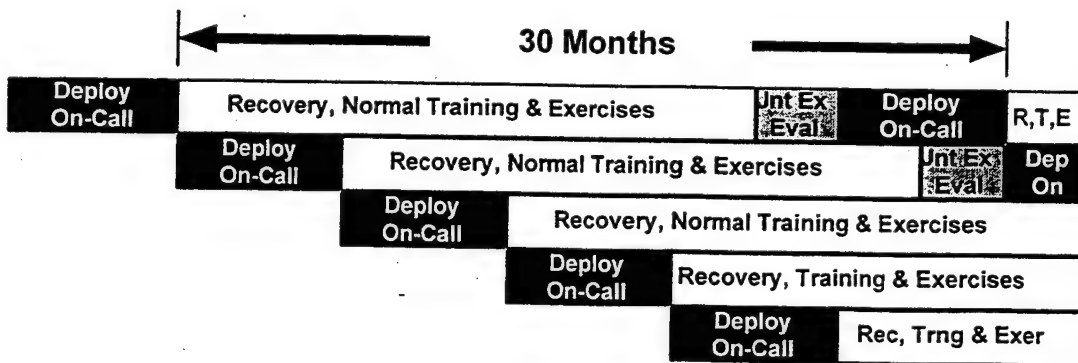 30 Months
Deploy
On-Call
Recovery, Normal Training & Exercises
Jnt Ex
Eval
Deploy
On-Call
R,T,E
Deploy
On-Call
Recovery, Normal Training & Exercises
Jnt Ex
Eval
Dep
On
Deploy
On-Call
Recovery, Normal Training & Exercises
Deploy
On-Call
Recovery, Training & Exercises
Deploy
On-Call
Rec, Trng & Exer